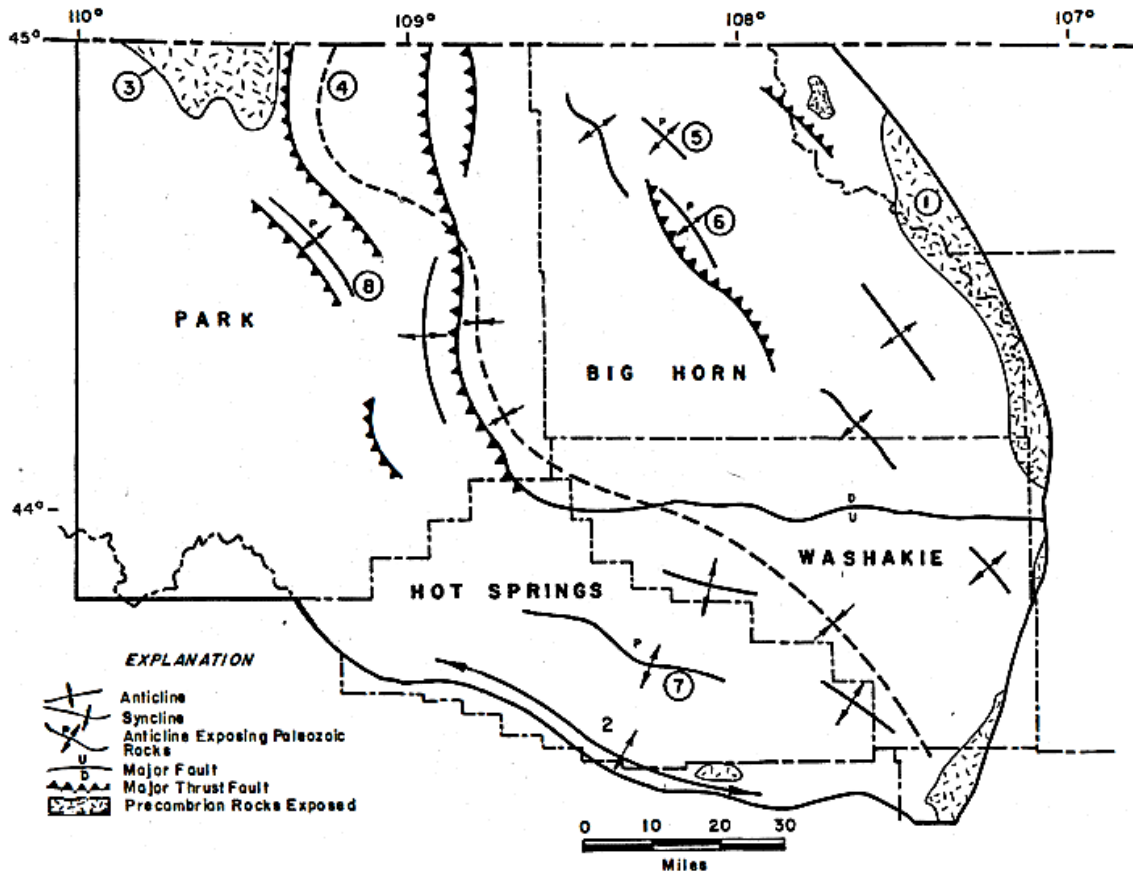 110° 109° 108° 107°
45°
3
4
5
P
1
6
P
P
8
PARK
BIG HORN
44°
D
U
WASHAKIE
HOT SPRINGS
P
7
2
EXPLANATION
Anticline
Syncline
P
Anticline Exposing Paleozoic
Rocks
U
D
Major Fault
Major Thrust Fault
Precambrian Rocks Exposed
0 10 20 30
Miles